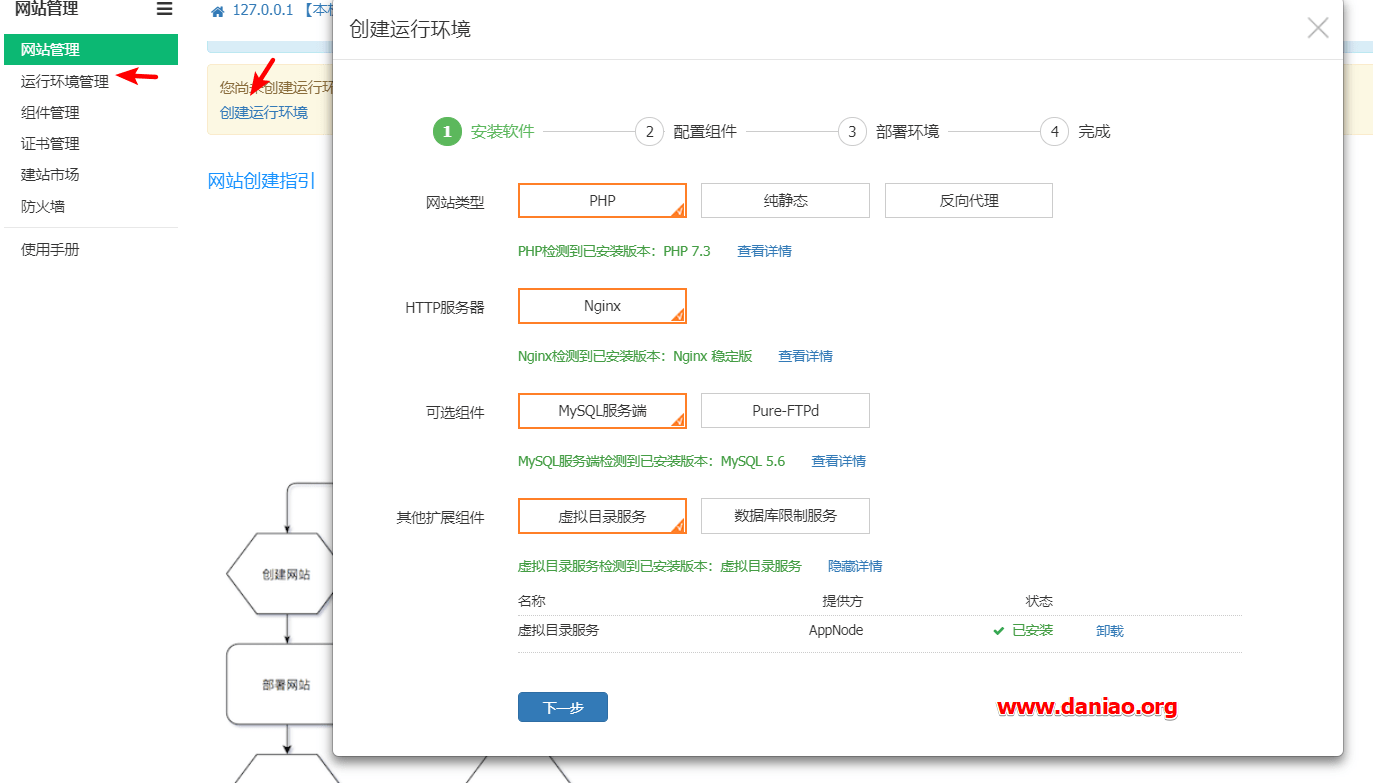 网站管理
127.0.0.1 【本
网站管理
运行环境管理
组件管理
证书管理
建站市场
防火墙
使用手册
您尚未创建运行环
创建运行环境
网站创建指引
创建网站
部署网站
创建运行环境
1 安装软件
2 配置组件
3 部署环境
4 完成
网站类型 PHP 纯静态 反向代理
PHP检测到已安装版本：PHP 7.3 查看详情
HTTP服务器 Nginx
Nginx检测到已安装版本：Nginx 稳定版 查看详情
可选组件 MySQL服务端 Pure-FTPd
MySQL服务端检测到已安装版本：MySQL 5.6 查看详情
其他扩展组件 虚拟目录服务 数据库限制服务
虚拟目录服务检测到已安装版本：虚拟目录服务 隐藏详情
名称 提供方 状态
虚拟目录服务 AppNode 已安装 卸载
下一步
www.daniao.org